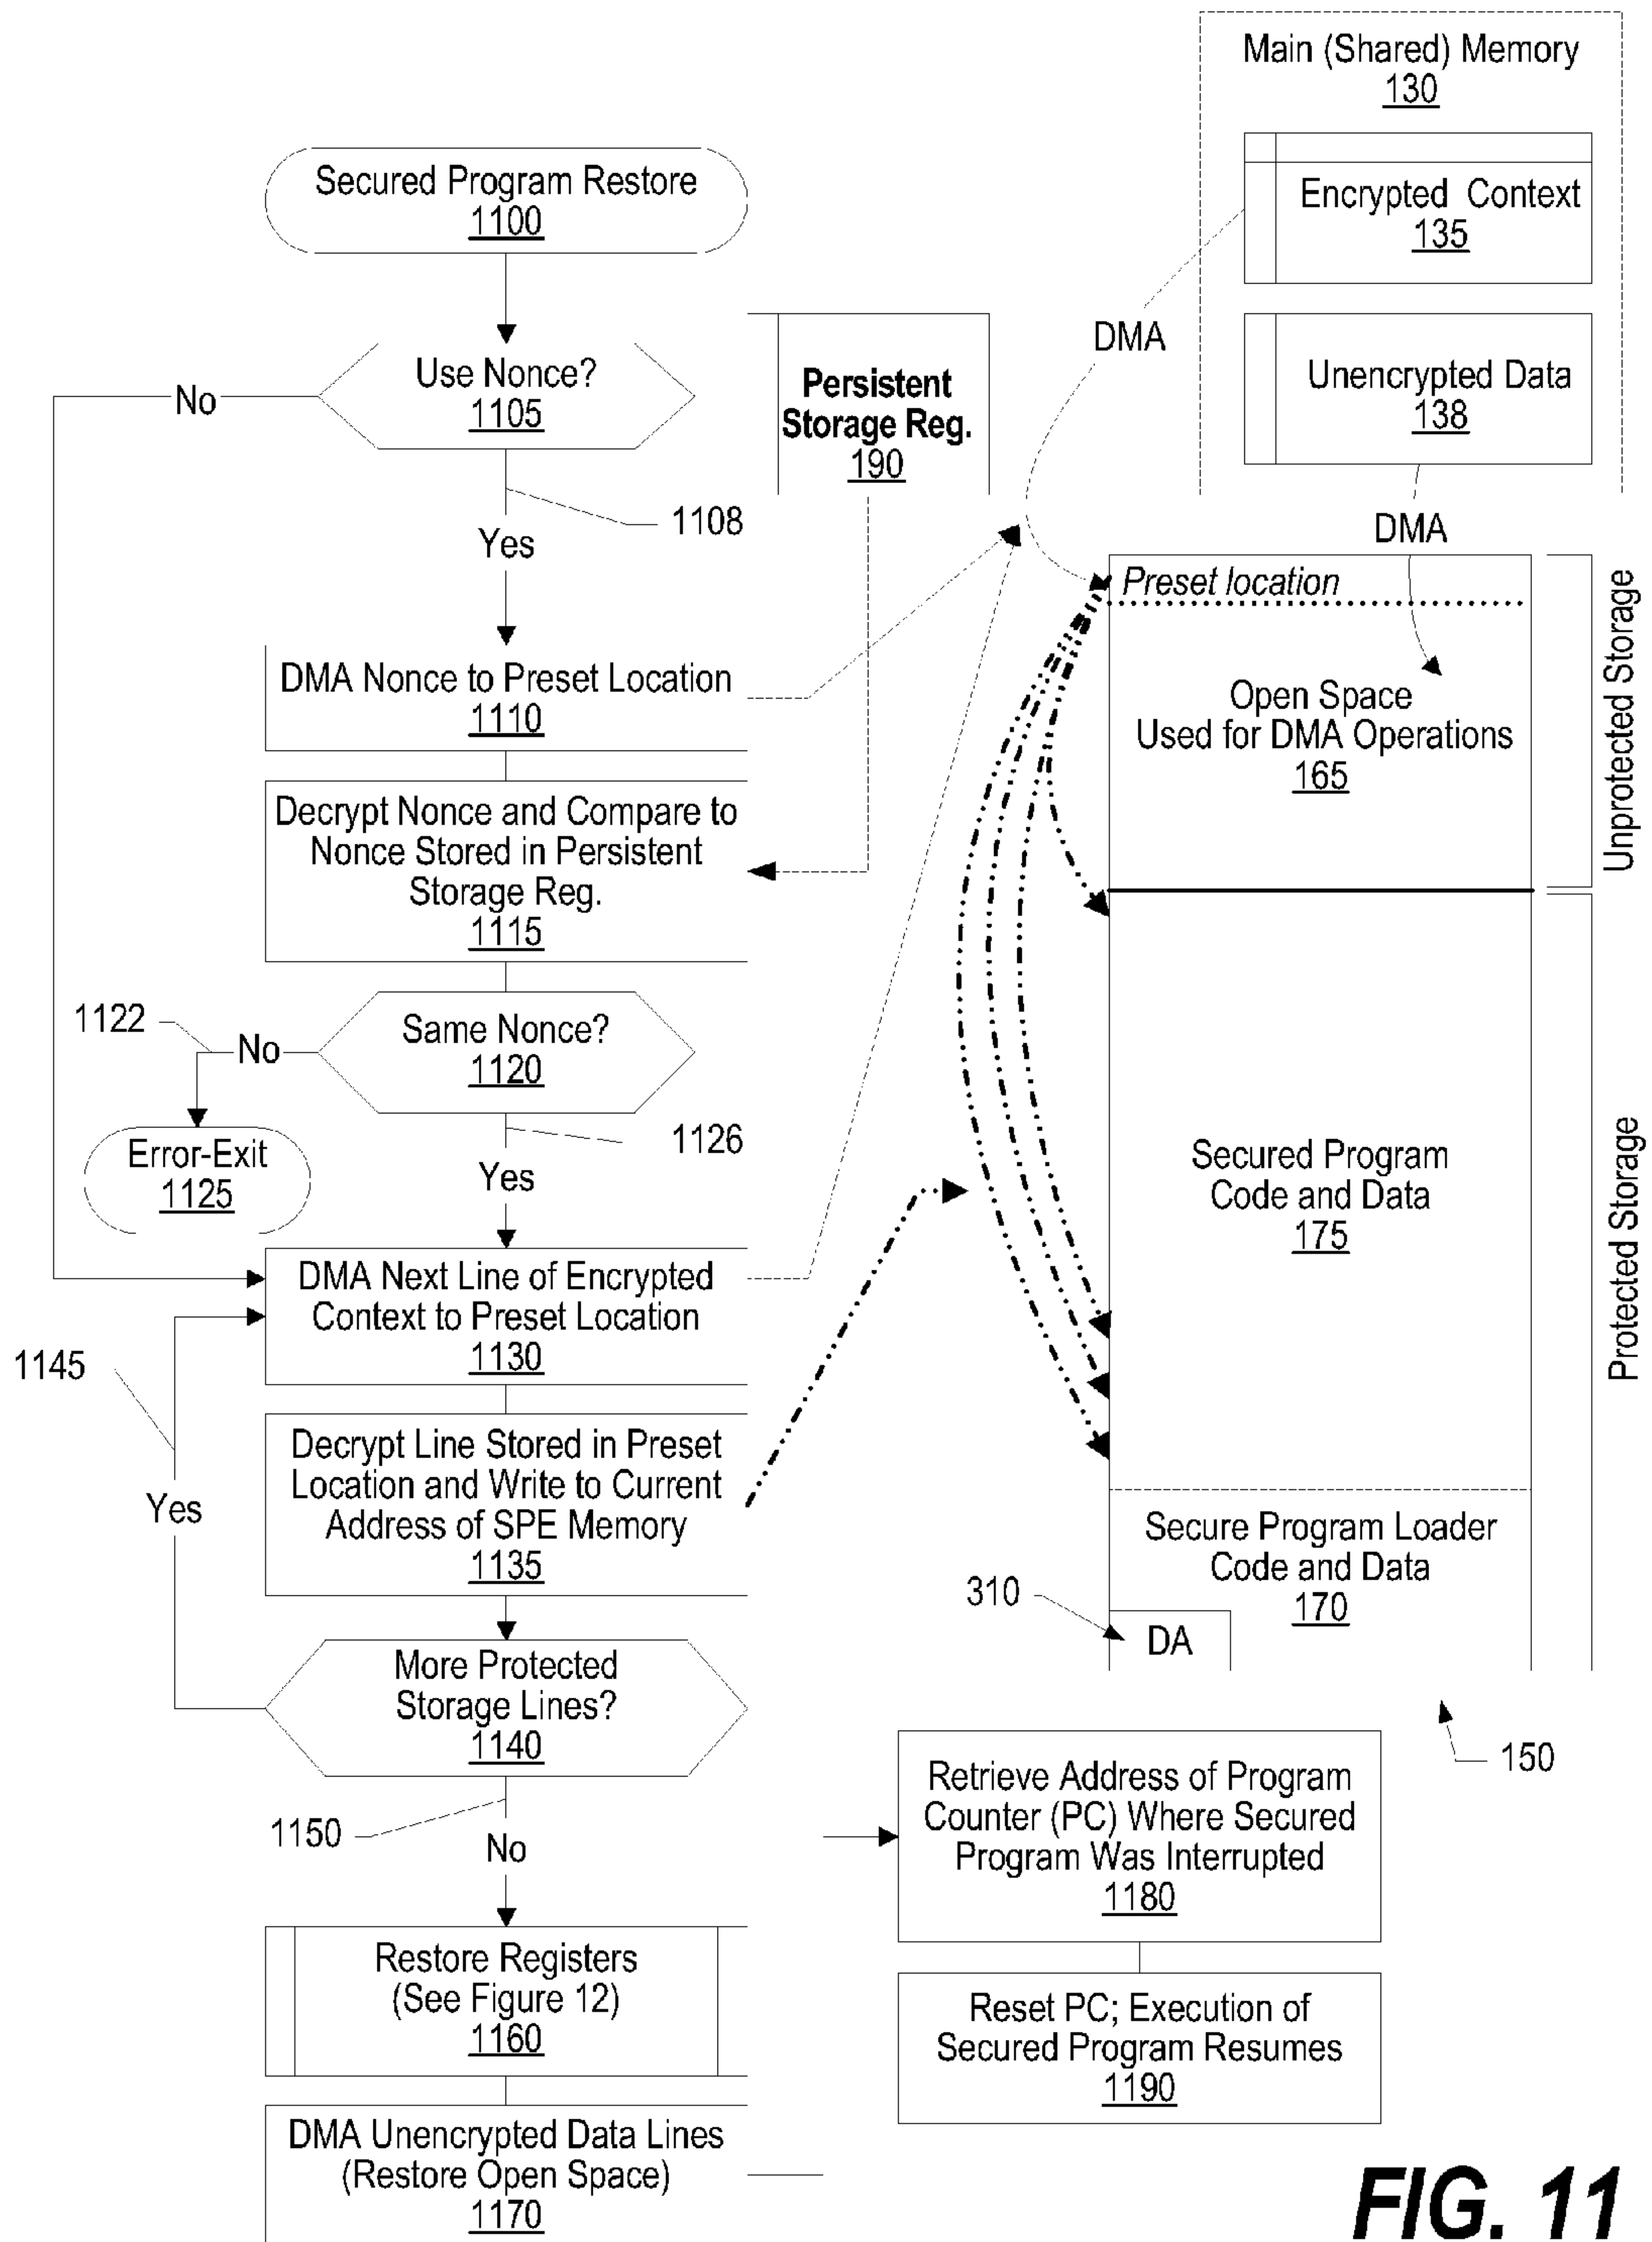 Secured Program Restore
1100
Use Nonce?
1105
No
1108
Yes
Persistent
Storage Reg.
190
DMA Nonce to Preset Location
1110
Decrypt Nonce and Compare to
Nonce Stored in Persistent
Storage Reg.
1115
Same Nonce?
1120
1122
No
Error-Exit
1125
1126
Yes
DMA Next Line of Encrypted
Context to Preset Location
1130
1145
Yes
Decrypt Line Stored in Preset
Location and Write to Current
Address of SPE Memory
1135
More Protected
Storage Lines?
1140
1150
No
Restore Registers
(See Figure 12)
1160
DMA Unencrypted Data Lines
(Restore Open Space)
1170
Main (Shared) Memory
130
Encrypted Context
135
Unencrypted Data
138
DMA
DMA
Preset location
Open Space
Used for DMA Operations
165
Unprotected Storage
Secured Program
Code and Data
175
Protected Storage
Secure Program Loader
Code and Data
170
310
DA
150
Retrieve Address of Program
Counter (PC) Where Secured
Program Was Interrupted
1180
Reset PC; Execution of
Secured Program Resumes
1190
FIG. 11